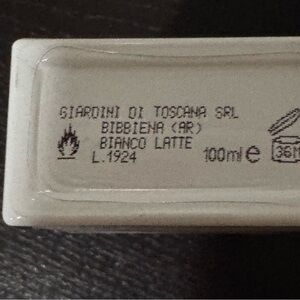 GIARDINI DI TOSCANA SRL
BIBBIENA (AR)
BIANCO LATTE
L.1924 100ml e 36M